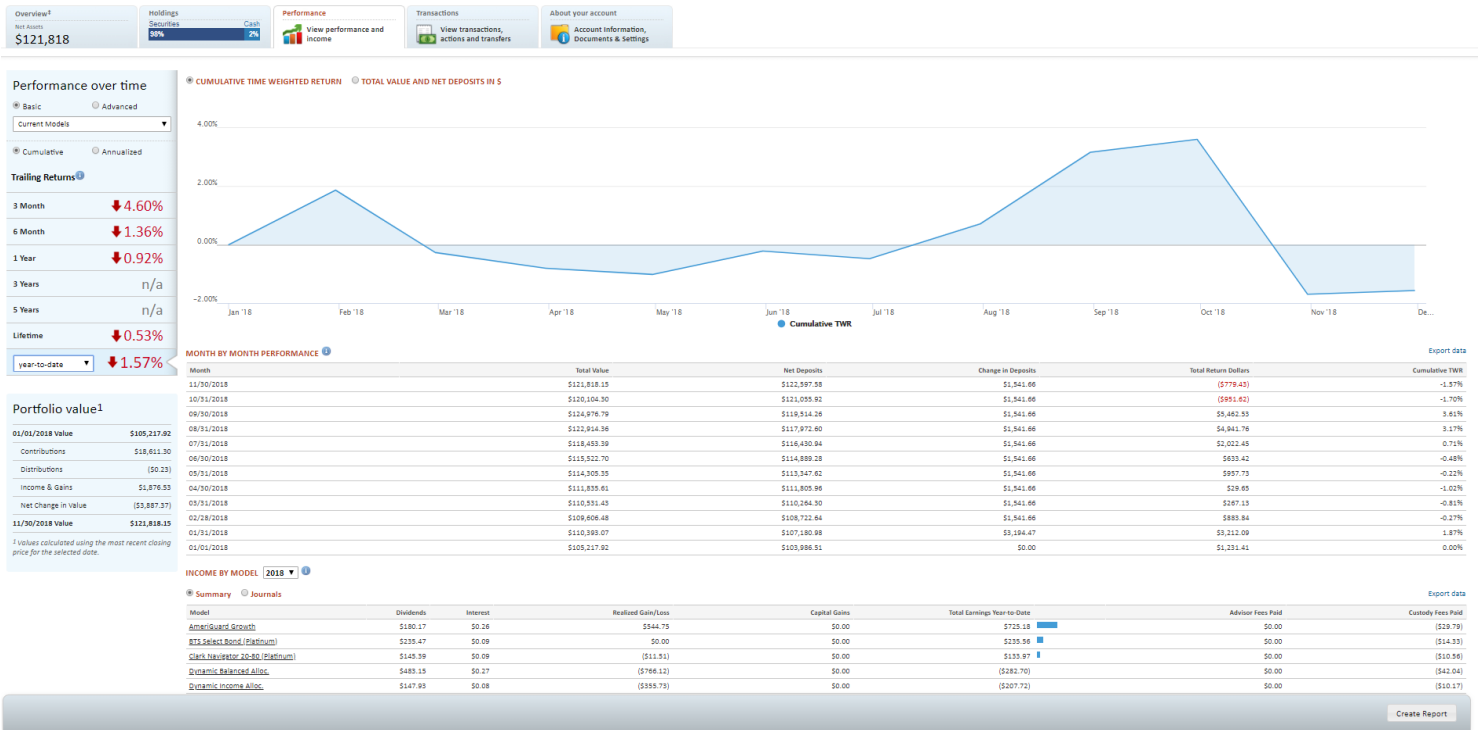 Overview‡
Net Assets
$121,818
Holdings
Securities Cash
98% 2%
Performance
View performance and
income
Transactions
View transactions,
actions and transfers
About your account
Account Information,
Documents & Settings
Performance over time
Basic Advanced
Current Models
Cumulative Annualized
Trailing Returns
3 Month 4.60%
6 Month 1.36%
1 Year 0.92%
3 Years n/a
5 Years n/a
Lifetime 0.53%
year-to-date 1.57%
Portfolio value1
01/01/2018 Value $105,217.92
Contributions $18,611.30
Distributions ($0.23)
Income & Gains $1,876.53
Net Change in Value ($3,887.37)
11/30/2018 Value $121,818.15
1 Values calculated using the most recent closing
price for the selected date.
CUMULATIVE TIME WEIGHTED RETURN TOTAL VALUE AND NET DEPOSITS IN $
4.00%
2.00%
0.00%
-2.00%
Jan '18 Feb '18 Mar '18 Apr '18 May '18 Jun '18 Jul '18 Aug '18 Sep '18 Oct '18 Nov '18 De...
Cumulative TWR
MONTH BY MONTH PERFORMANCE Export data
Month Total Value Net Deposits Change in Deposits Total Return Dollars Cumulative TWR
11/30/2018 $121,818.15 $122,597.58 $1,541.66 ($779.43) -1.57%
10/31/2018 $120,104.30 $121,055.92 $1,541.66 ($951.62) -1.70%
09/30/2018 $124,976.79 $119,514.26 $1,541.66 $5,462.53 3.61%
08/31/2018 $122,914.36 $117,972.60 $1,541.66 $4,941.76 3.17%
07/31/2018 $118,453.39 $116,430.94 $1,541.66 $2,022.45 0.71%
06/30/2018 $115,522.70 $114,889.28 $1,541.66 $633.42 -0.48%
05/31/2018 $114,305.35 $113,347.62 $1,541.66 $957.73 -0.22%
04/30/2018 $111,835.61 $111,805.96 $1,541.66 $29.65 -1.02%
03/31/2018 $110,531.43 $110,264.30 $1,541.66 $267.13 -0.81%
02/28/2018 $109,606.48 $108,722.64 $1,541.66 $883.84 -0.27%
01/31/2018 $110,393.07 $107,180.98 $3,194.47 $3,212.09 1.87%
01/01/2018 $105,217.92 $103,986.51 $0.00 $1,231.41 0.00%
INCOME BY MODEL 2018
Summary Journals Export data
Model Dividends Interest Realized Gain/Loss Capital Gains Total Earnings Year-to-Date Advisor Fees Paid Custody Fees Paid
AmeriGuard Growth $180.17 $0.26 $544.75 $0.00 $725.18 $0.00 ($29.79)
BTS Select Bond (Platinum) $235.47 $0.09 $0.00 $0.00 $235.56 $0.00 ($14.33)
Clark Navigator 20-80 (Platinum) $145.39 $0.09 ($11.51) $0.00 $133.97 $0.00 ($10.56)
Dynamic Balanced Alloc. $483.15 $0.27 ($766.12) $0.00 ($282.70) $0.00 ($42.04)
Dynamic Income Alloc. $147.93 $0.08 ($355.73) $0.00 ($207.72) $0.00 ($10.17)
Create Report